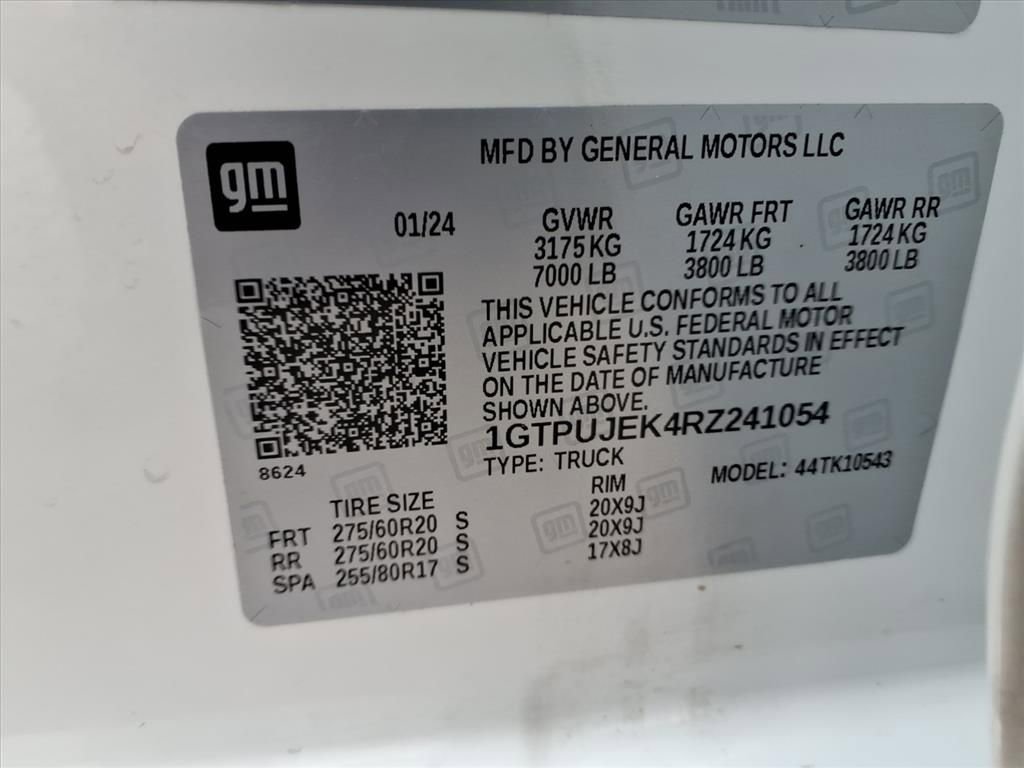 gm
MFD BY GENERAL MOTORS LLC
01/24
GVWR GAWR FRT GAWR RR
3175 KG 1724 KG 1724 KG
7000 LB 3800 LB 3800 LB
THIS VEHICLE CONFORMS TO ALL
APPLICABLE U.S. FEDERAL MOTOR
VEHICLE SAFETY STANDARDS IN EFFECT
ON THE DATE OF MANUFACTURE
SHOWN ABOVE.
1GTPUJEK4RZ241054
8624
TYPE: TRUCK MODEL: 44TK10543
TIRE SIZE RIM
FRT 275/60R20 S 20X9J
RR 275/60R20 S 20X9J
SPA 255/80R17 S 17X8J